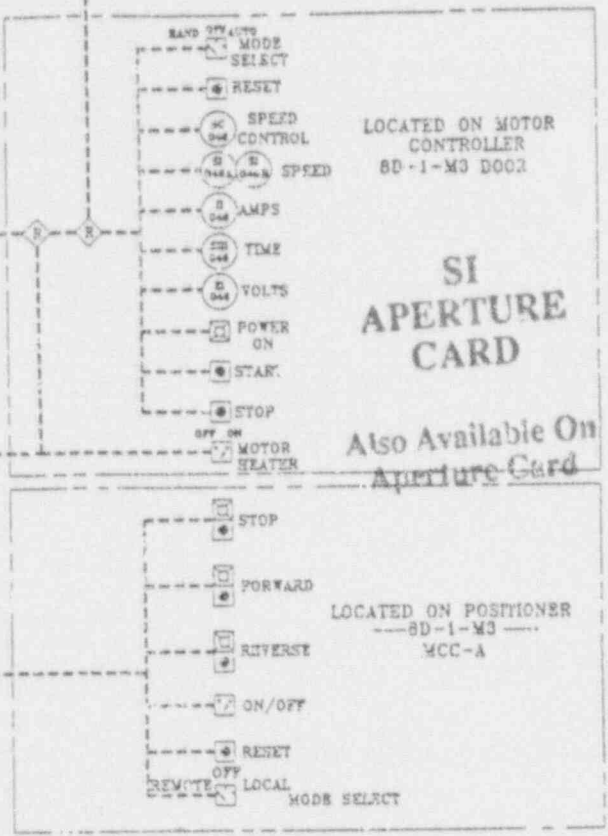 HAND OFF AUTO
MODE
SELECT
RESET
SPEED
CONTROL
SPEED
AMPS
TIME
VOLTS
POWER
ON
START
STOP
OFF ON
MOTOR
HEATER
LOCATED ON MOTOR
CONTROLLER
8D-1-M3 DOOR
SI
APERTURE
CARD
Also Available On
Aperture Card
STOP
FORWARD
REVERSE
ON/OFF
RESET
OFF
REMOTE LOCAL
MODE SELECT
LOCATED ON POSITIONER
8D-1-M3
MCC-A